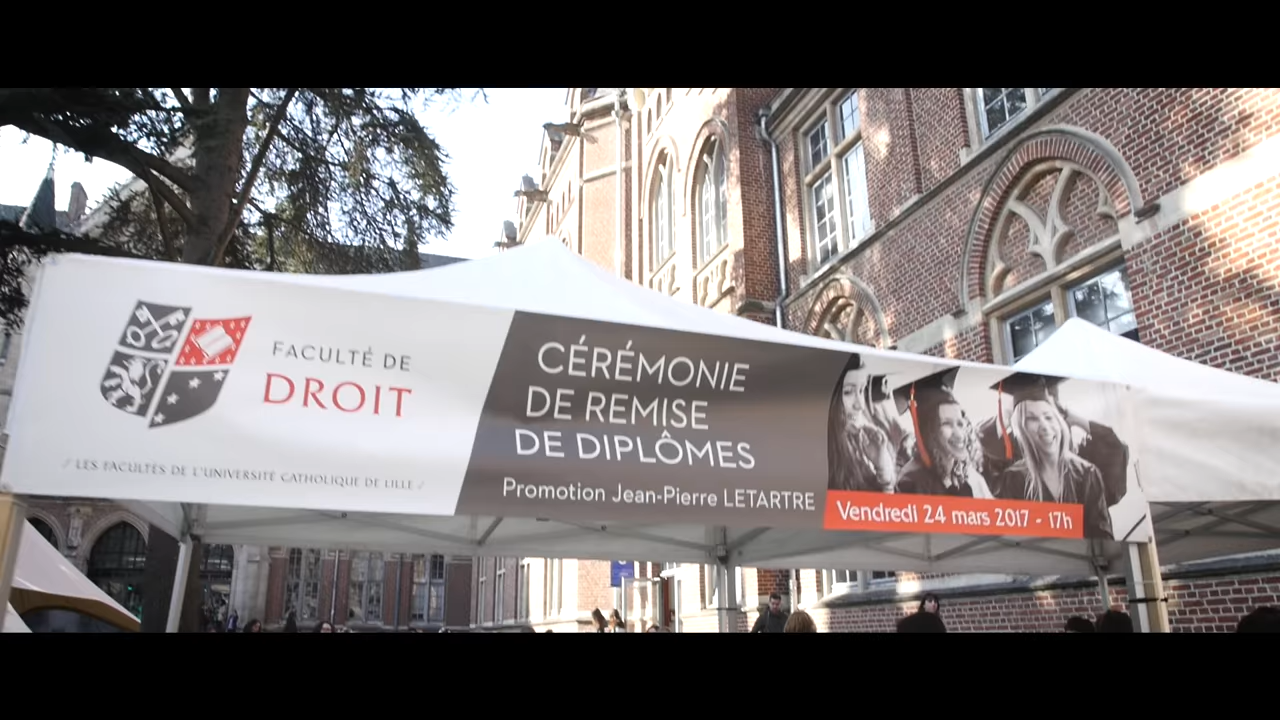 FACULTÉ DE
DROIT
// LES FACULTÉS DE L'UNIVERSITÉ CATHOLIQUE DE LILLE //
CÉRÉMONIE
DE REMISE
DE DIPLÔMES
Promotion Jean-Pierre LETARTRE
Vendredi 24 mars 2017 - 17h